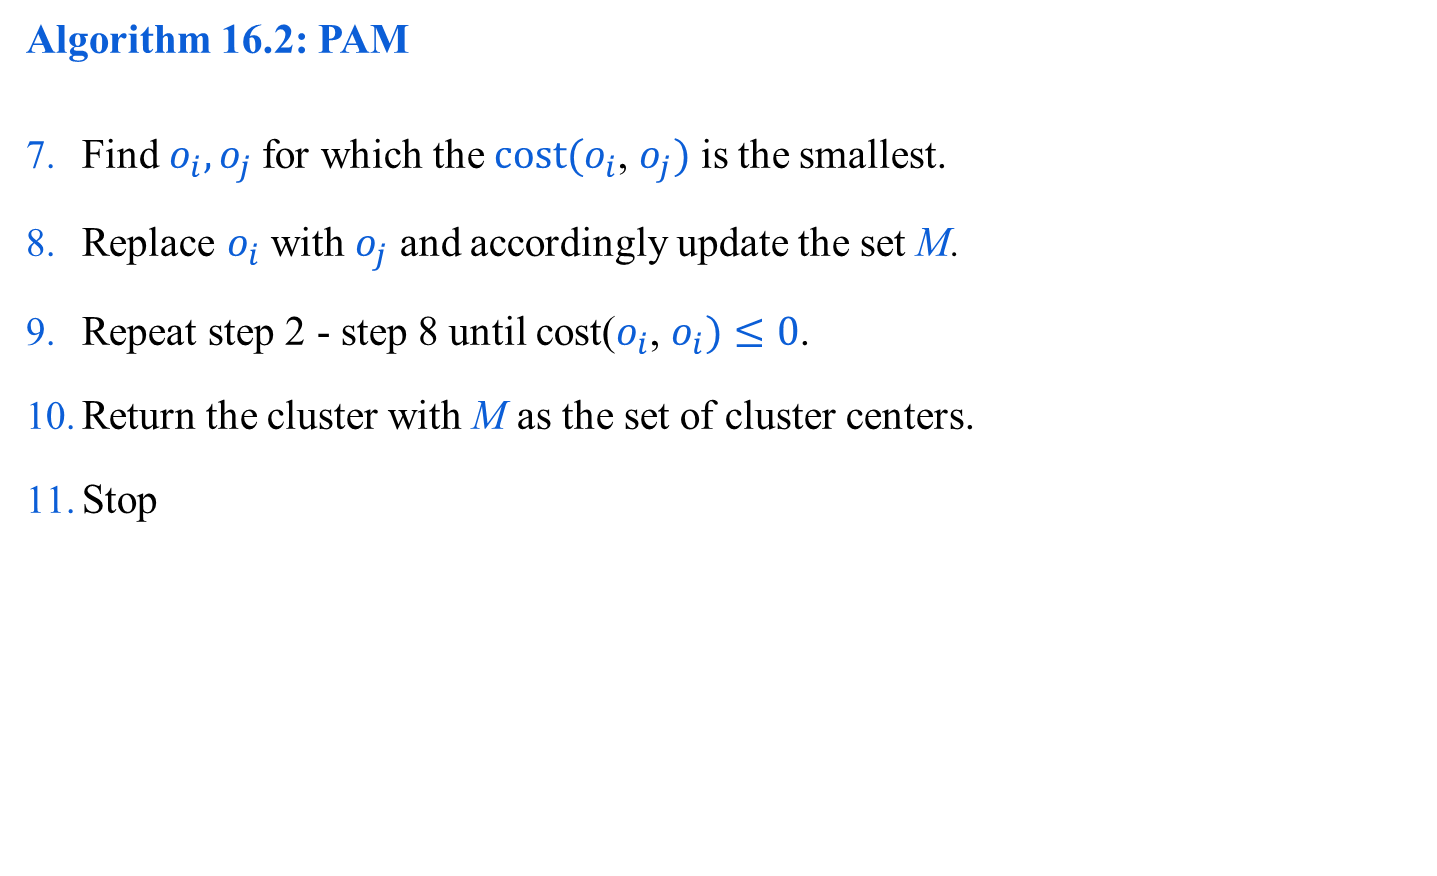 Algorithm 16.2: PAM
7. Find oᵢ, oⱼ for which the cost(oᵢ, oⱼ) is the smallest.
8. Replace oᵢ with oⱼ and accordingly update the set M.
9. Repeat step 2 - step 8 until cost(oᵢ, oᵢ) ≤ 0.
10. Return the cluster with M as the set of cluster centers.
11. Stop